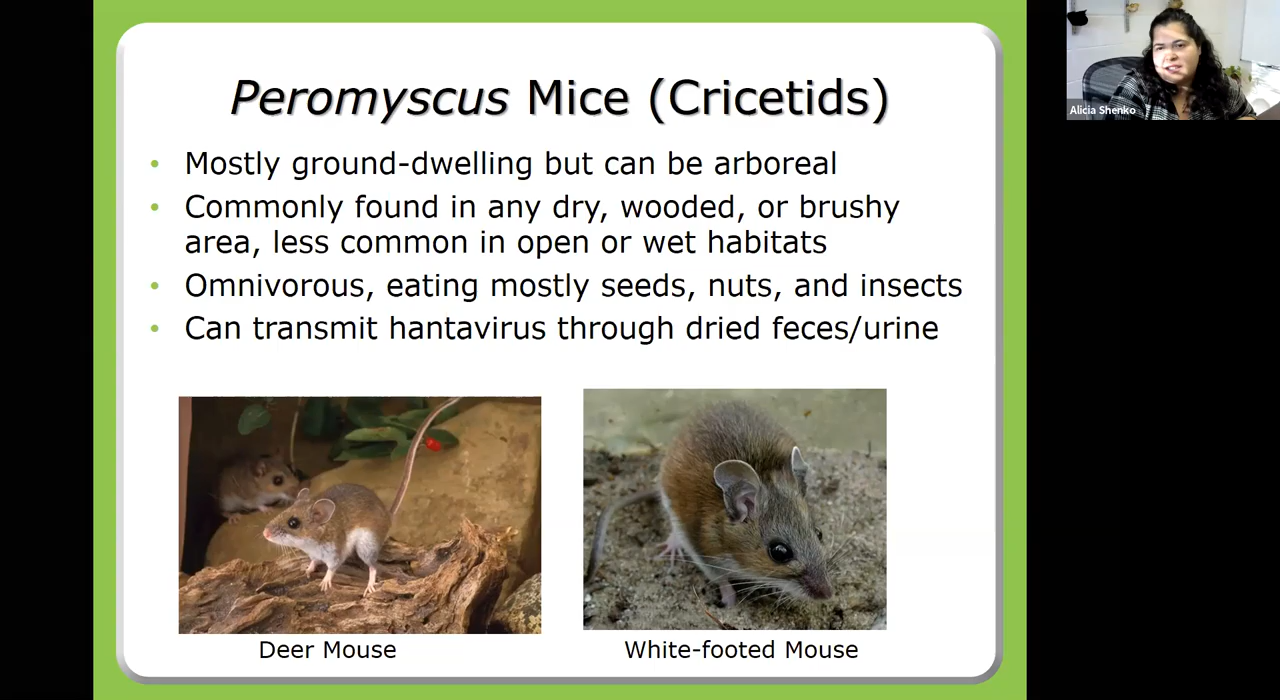 Peromyscus Mice (Cricetids)
• Mostly ground-dwelling but can be arboreal
• Commonly found in any dry, wooded, or brushy
area, less common in open or wet habitats
• Omnivorous, eating mostly seeds, nuts, and insects
• Can transmit hantavirus through dried feces/urine
Deer Mouse
White-footed Mouse
Alicia Shenko